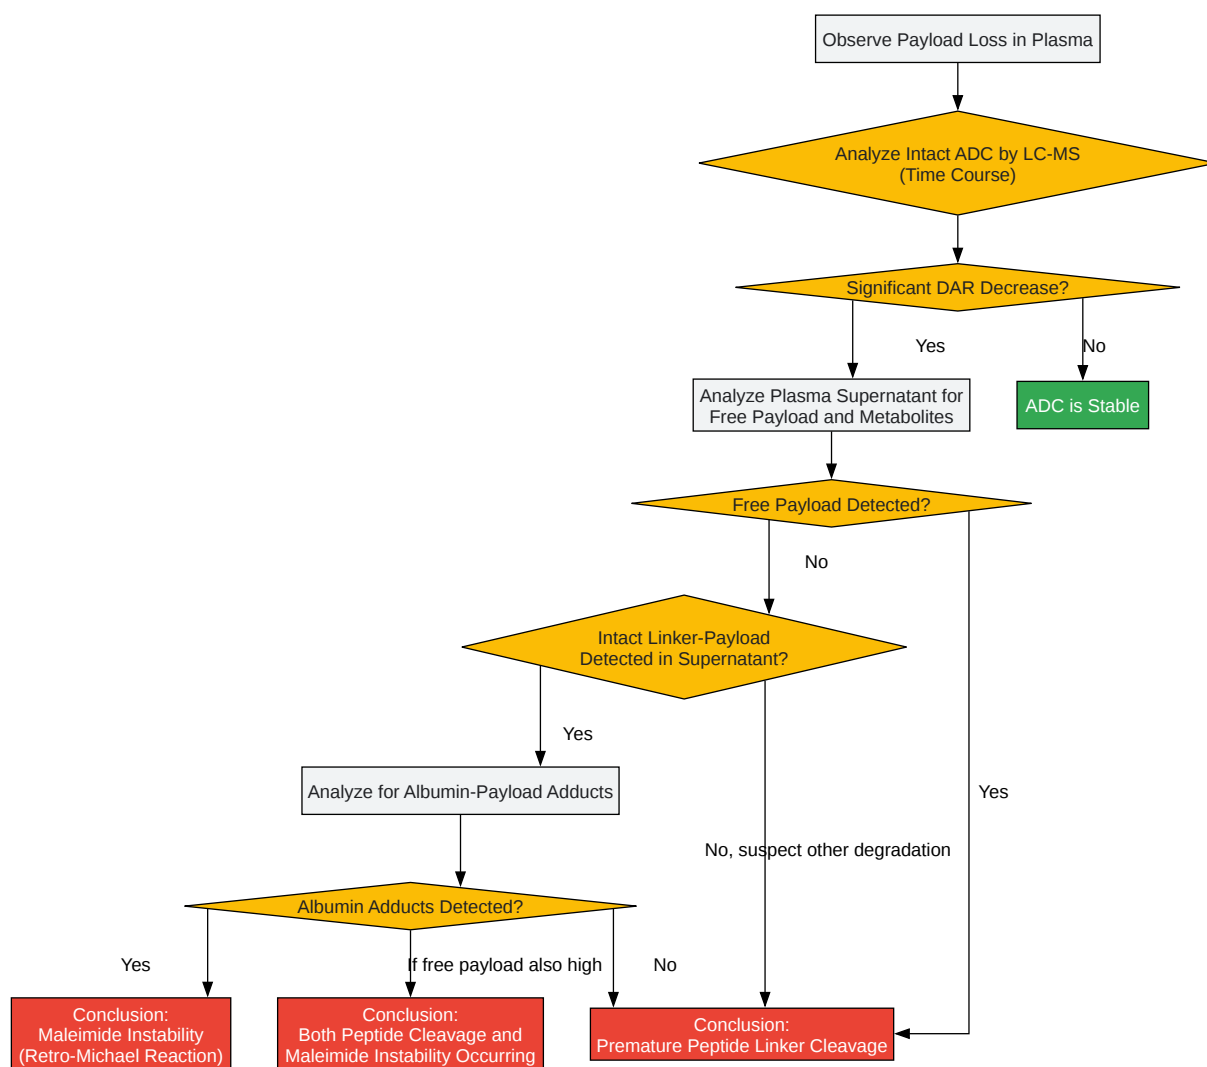 Observe Payload Loss in Plasma
Analyze Intact ADC by LC-MS
(Time Course)
Significant DAR Decrease?
Yes
No
Analyze Plasma Supernatant for
Free Payload and Metabolites
ADC is Stable
Free Payload Detected?
No
Intact Linker-Payload
Detected in Supernatant?
Yes
Analyze for Albumin-Payload Adducts
Yes
No, suspect other degradation
Albumin Adducts Detected?
Yes
If free payload also high
No
Conclusion:
Maleimide Instability
(Retro-Michael Reaction)
Conclusion:
Both Peptide Cleavage and
Maleimide Instability Occurring
Conclusion:
Premature Peptide Linker Cleavage